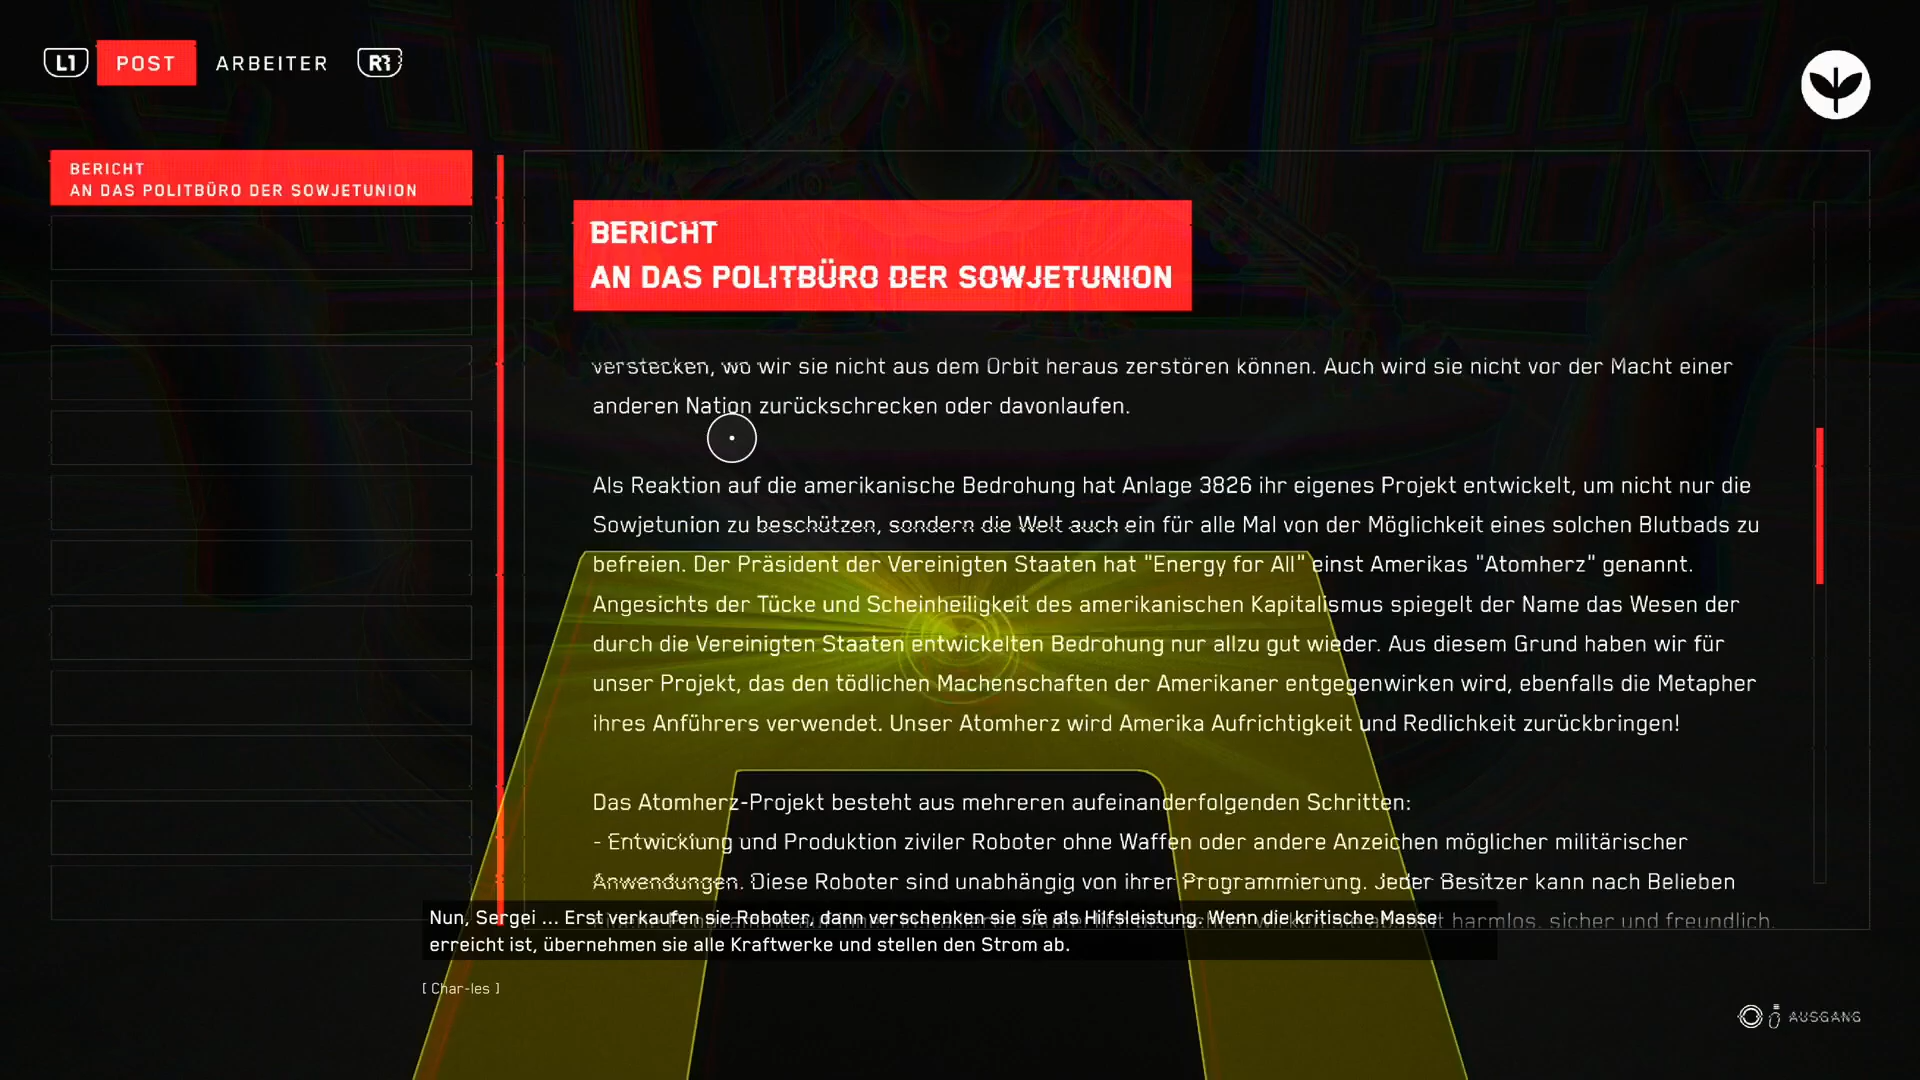 L1 POST ARBEITER R1
BERICHT
AN DAS POLITBÜRO DER SOWJETUNION
BERICHT
AN DAS POLITBÜRO DER SOWJETUNION
verstecken, wo wir sie nicht aus dem Orbit heraus zerstören können. Auch wird sie nicht vor der Macht einer
anderen Nation zurückschrecken oder davonlaufen.
Als Reaktion auf die amerikanische Bedrohung hat Anlage 3826 ihr eigenes Projekt entwickelt, um nicht nur die
Sowjetunion zu beschützen, sondern die Welt auch ein für alle Mal von der Möglichkeit eines solchen Blutbads zu
befreien. Der Präsident der Vereinigten Staaten hat "Energy for All" einst Amerikas "Atomherz" genannt.
Angesichts der Tücke und Scheinheiligkeit des amerikanischen Kapitalismus spiegelt der Name das Wesen der
durch die Vereinigten Staaten entwickelten Bedrohung nur allzu gut wieder. Aus diesem Grund haben wir für
unser Projekt, das den tödlichen Machenschaften der Amerikaner entgegenwirken wird, ebenfalls die Metapher
ihres Anführers verwendet. Unser Atomherz wird Amerika Aufrichtigkeit und Redlichkeit zurückbringen!
Das Atomherz-Projekt besteht aus mehreren aufeinanderfolgenden Schritten:
- Entwicklung und Produktion ziviler Roboter ohne Waffen oder andere Anzeichen möglicher militärischer
Anwendungen. Diese Roboter sind unabhängig von ihrer Programmierung. Jeder Besitzer kann nach Belieben
harmlos, sicher und freundlich.
Nun, Sergei ... Erst verkaufen sie Roboter, dann verschenken sie sie als Hilfsleistung. Wenn die kritische Masse
erreicht ist, übernehmen sie alle Kraftwerke und stellen den Strom ab.
[ Char-les ]
AUSGANG